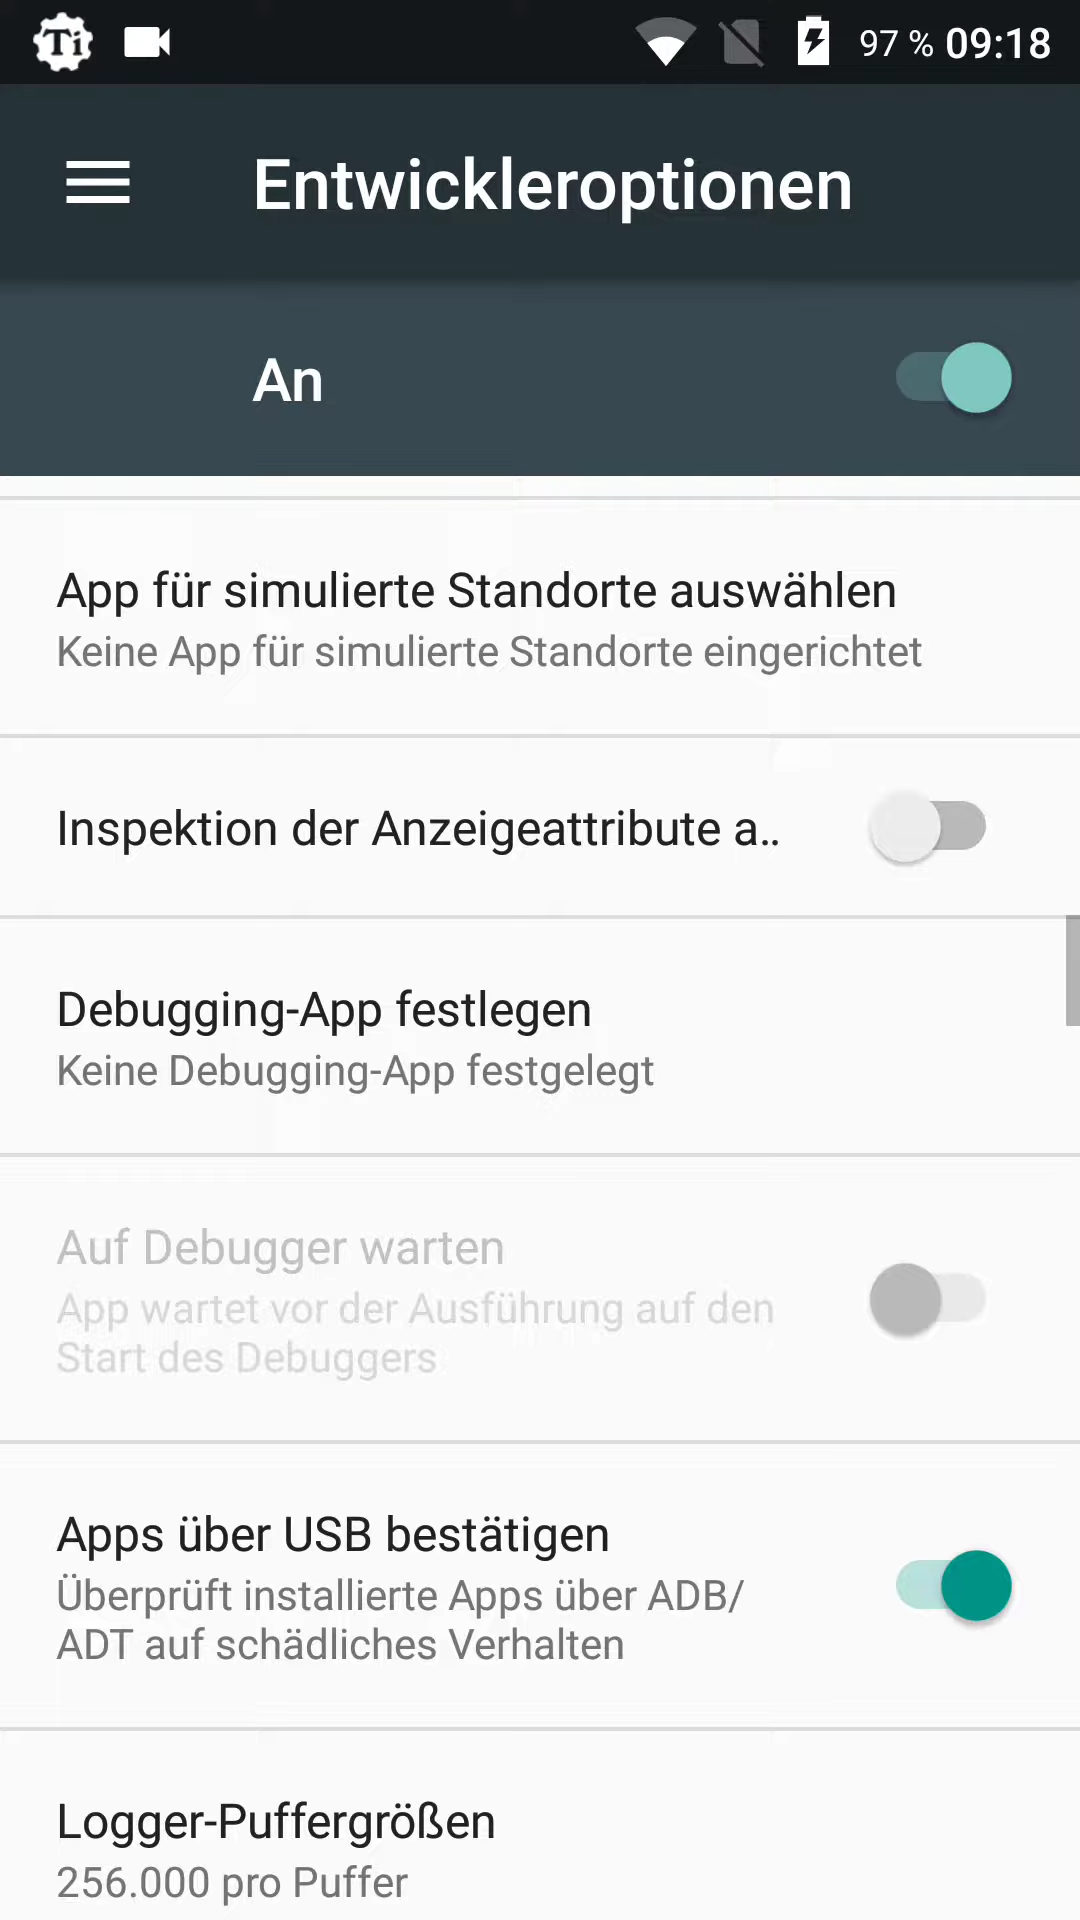 Ti 97 % 09:18
Entwickleroptionen
An
App für simulierte Standorte auswählen
Keine App für simulierte Standorte eingerichtet
Inspektion der Anzeigeattribute a..
Debugging-App festlegen
Keine Debugging-App festgelegt
Auf Debugger warten
App wartet vor der Ausführung auf den
Start des Debuggers
Apps über USB bestätigen
Überprüft installierte Apps über ADB/
ADT auf schädliches Verhalten
Logger-Puffergrößen
256.000 pro Puffer